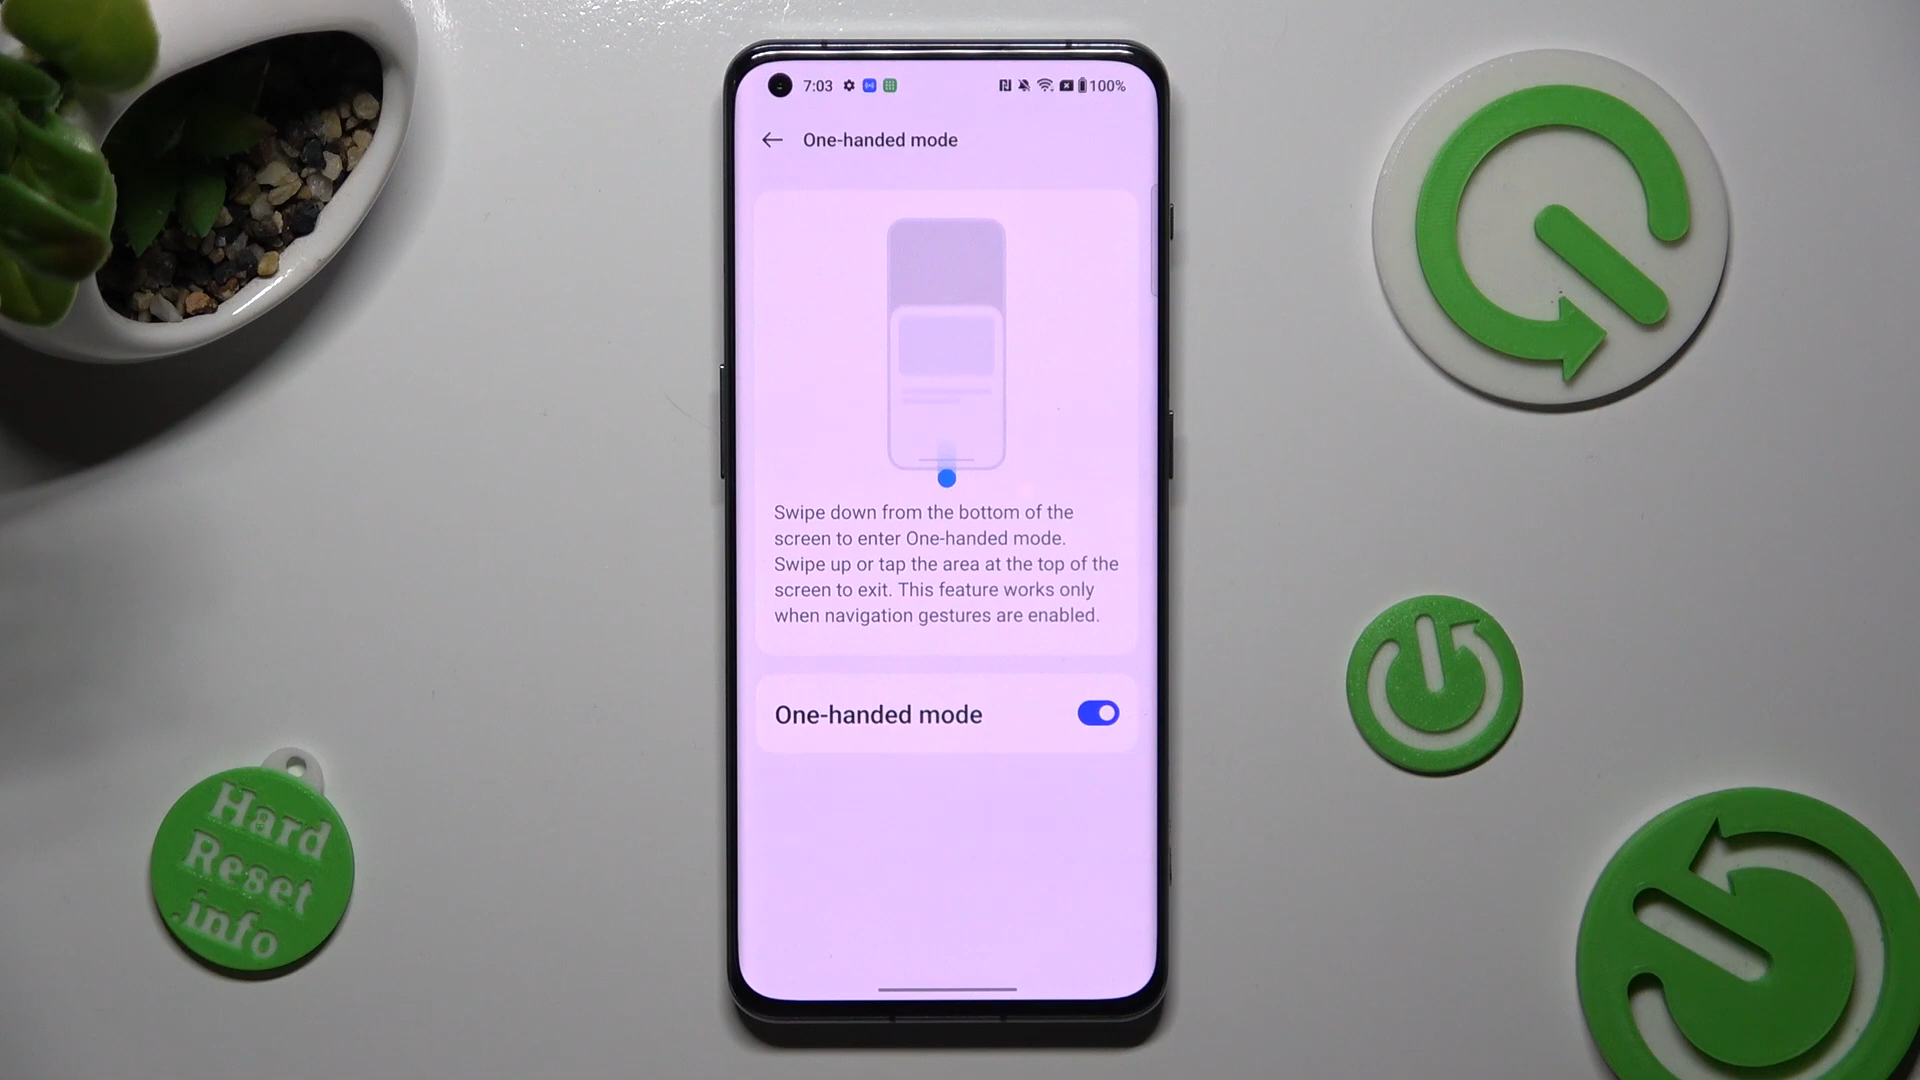 7:03
100%
One-handed mode
Swipe down from the bottom of the
screen to enter One-handed mode.
Swipe up or tap the area at the top of the
screen to exit. This feature works only
when navigation gestures are enabled.
One-handed mode
Hard
Reset
.info